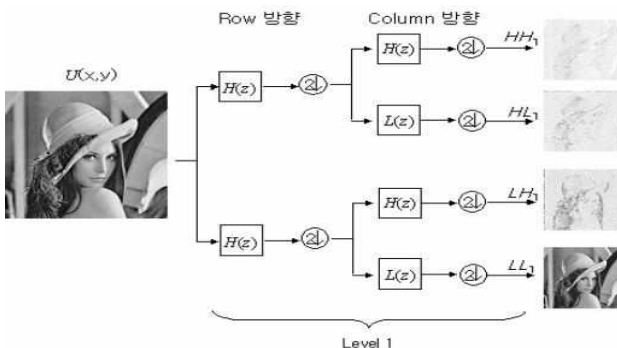 Row 방향 Column 방향
U(x,y)
H(z) 2↓ HH1
H(z) 2↓
L(z) 2↓ HL1
H(z) 2↓ LH1
H(z) 2↓
L(z) 2↓ LL1
Level 1